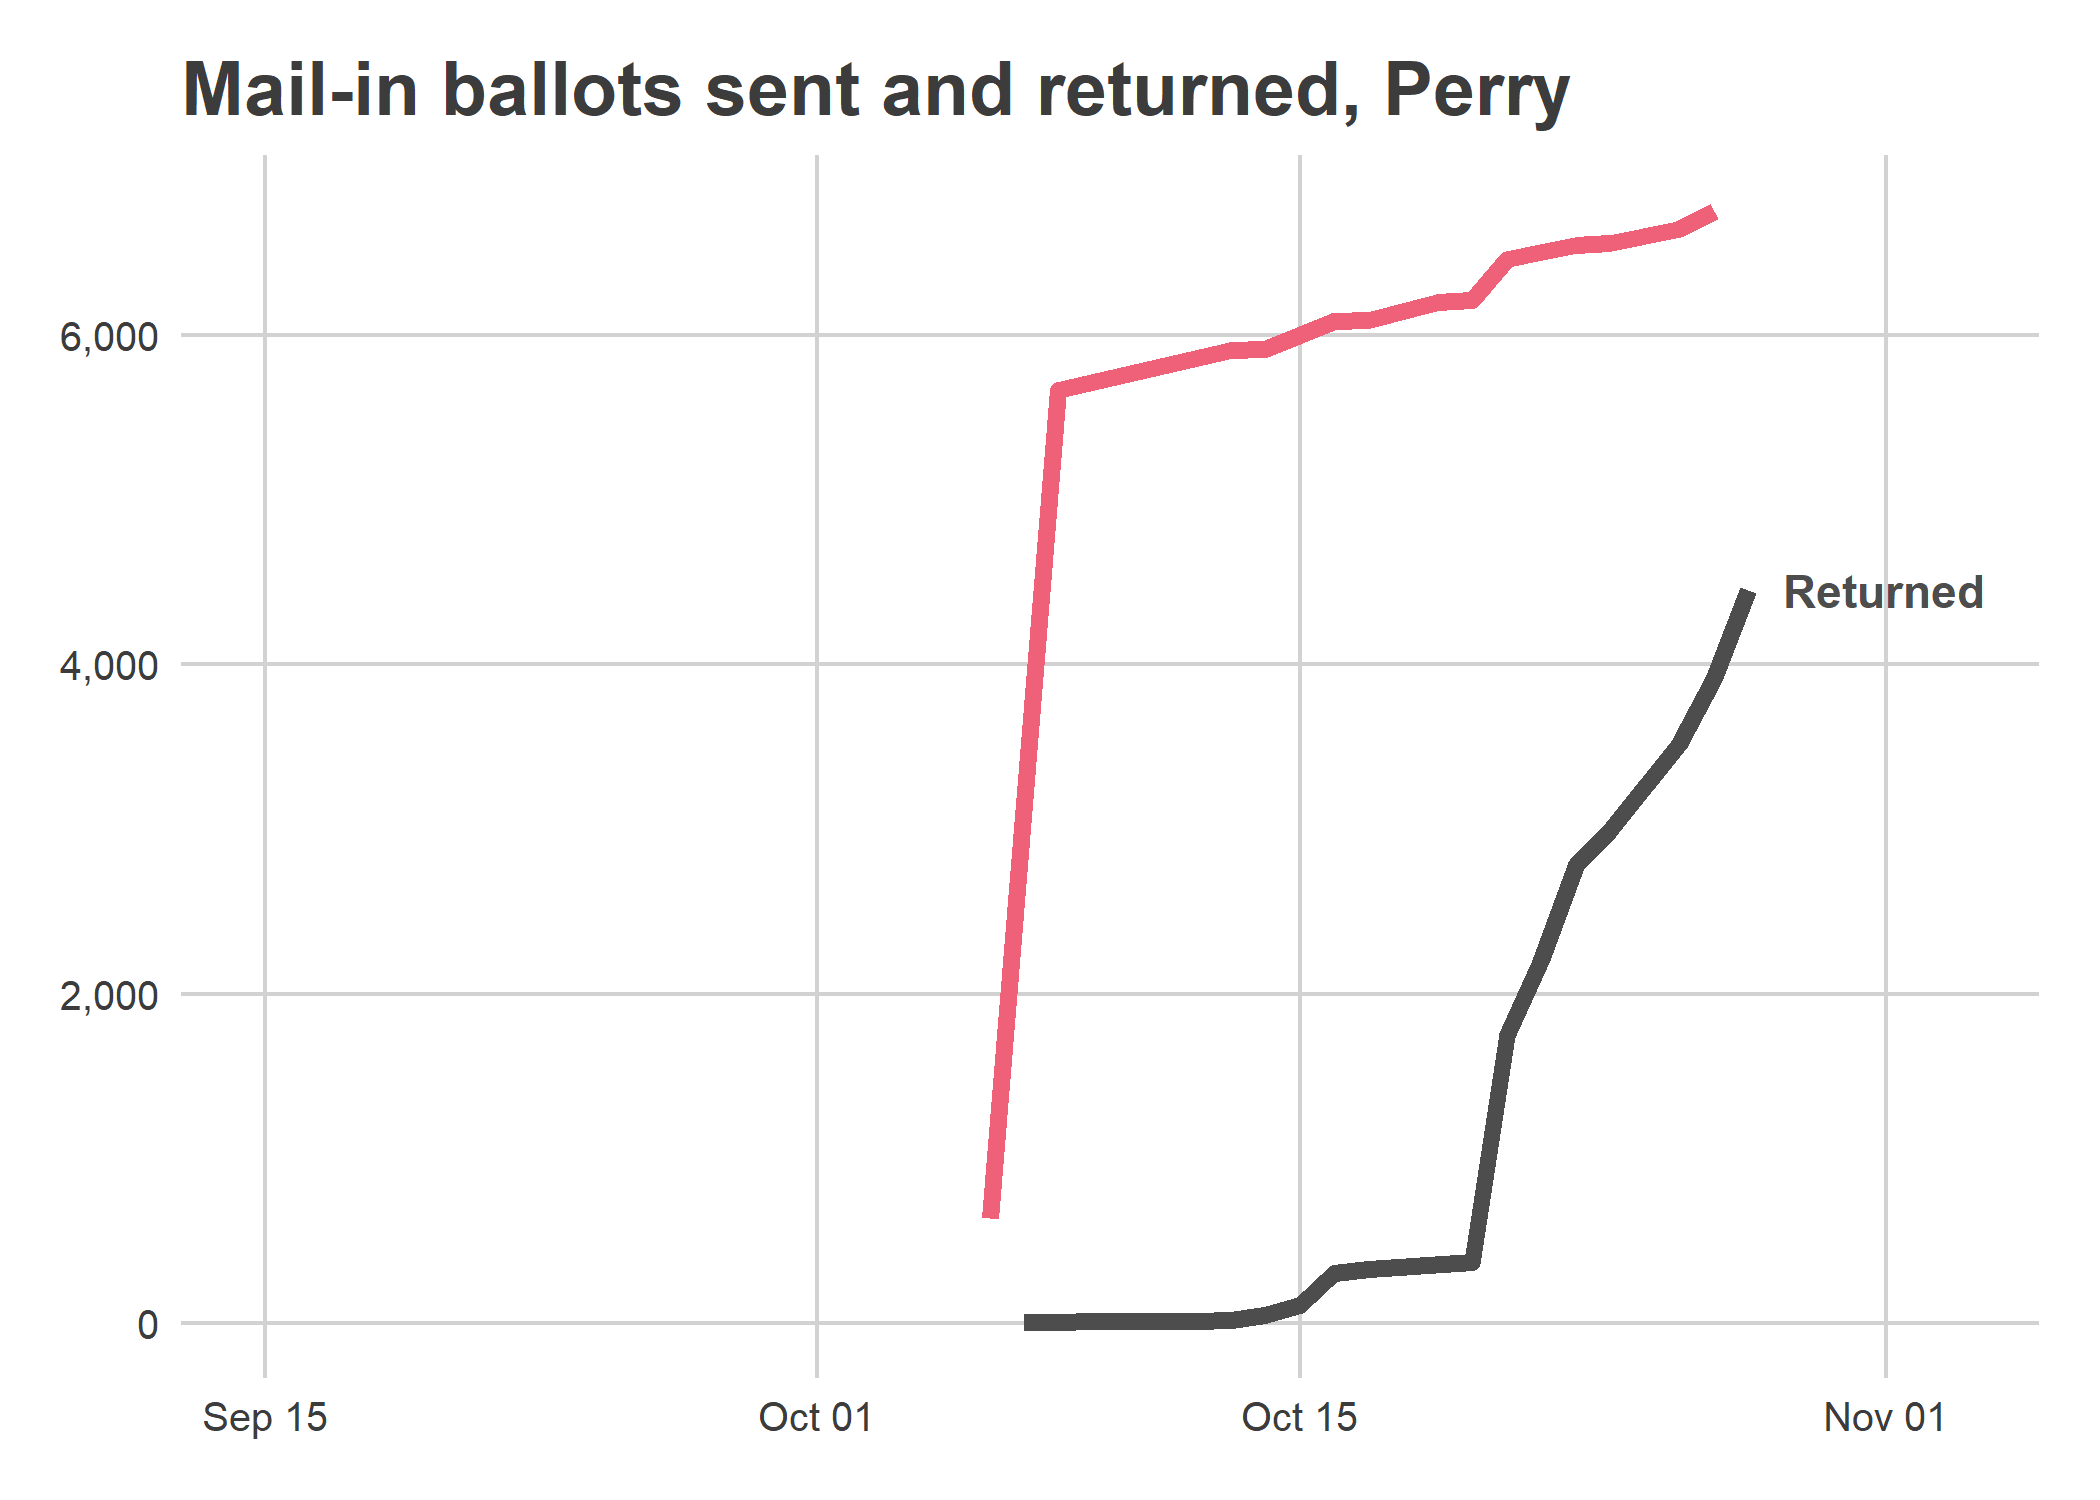 Mail-in ballots sent and returned, Perry
6,000
Returned
4,000
2,000
0
Sep 15
Oct 01
Oct 15
Nov 01